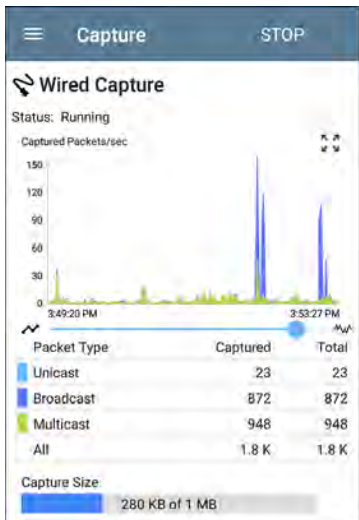 Capture STOP
Wired Capture
Status: Running
Captured Packets/sec
150
120
90
60
30
0
3:49:20 PM 3:53:27 PM
Packet Type Captured Total
Unicast 23 23
Broadcast 872 872
Multicast 948 948
All 1.8 K 1.8 K
Capture Size
280 KB of 1 MB